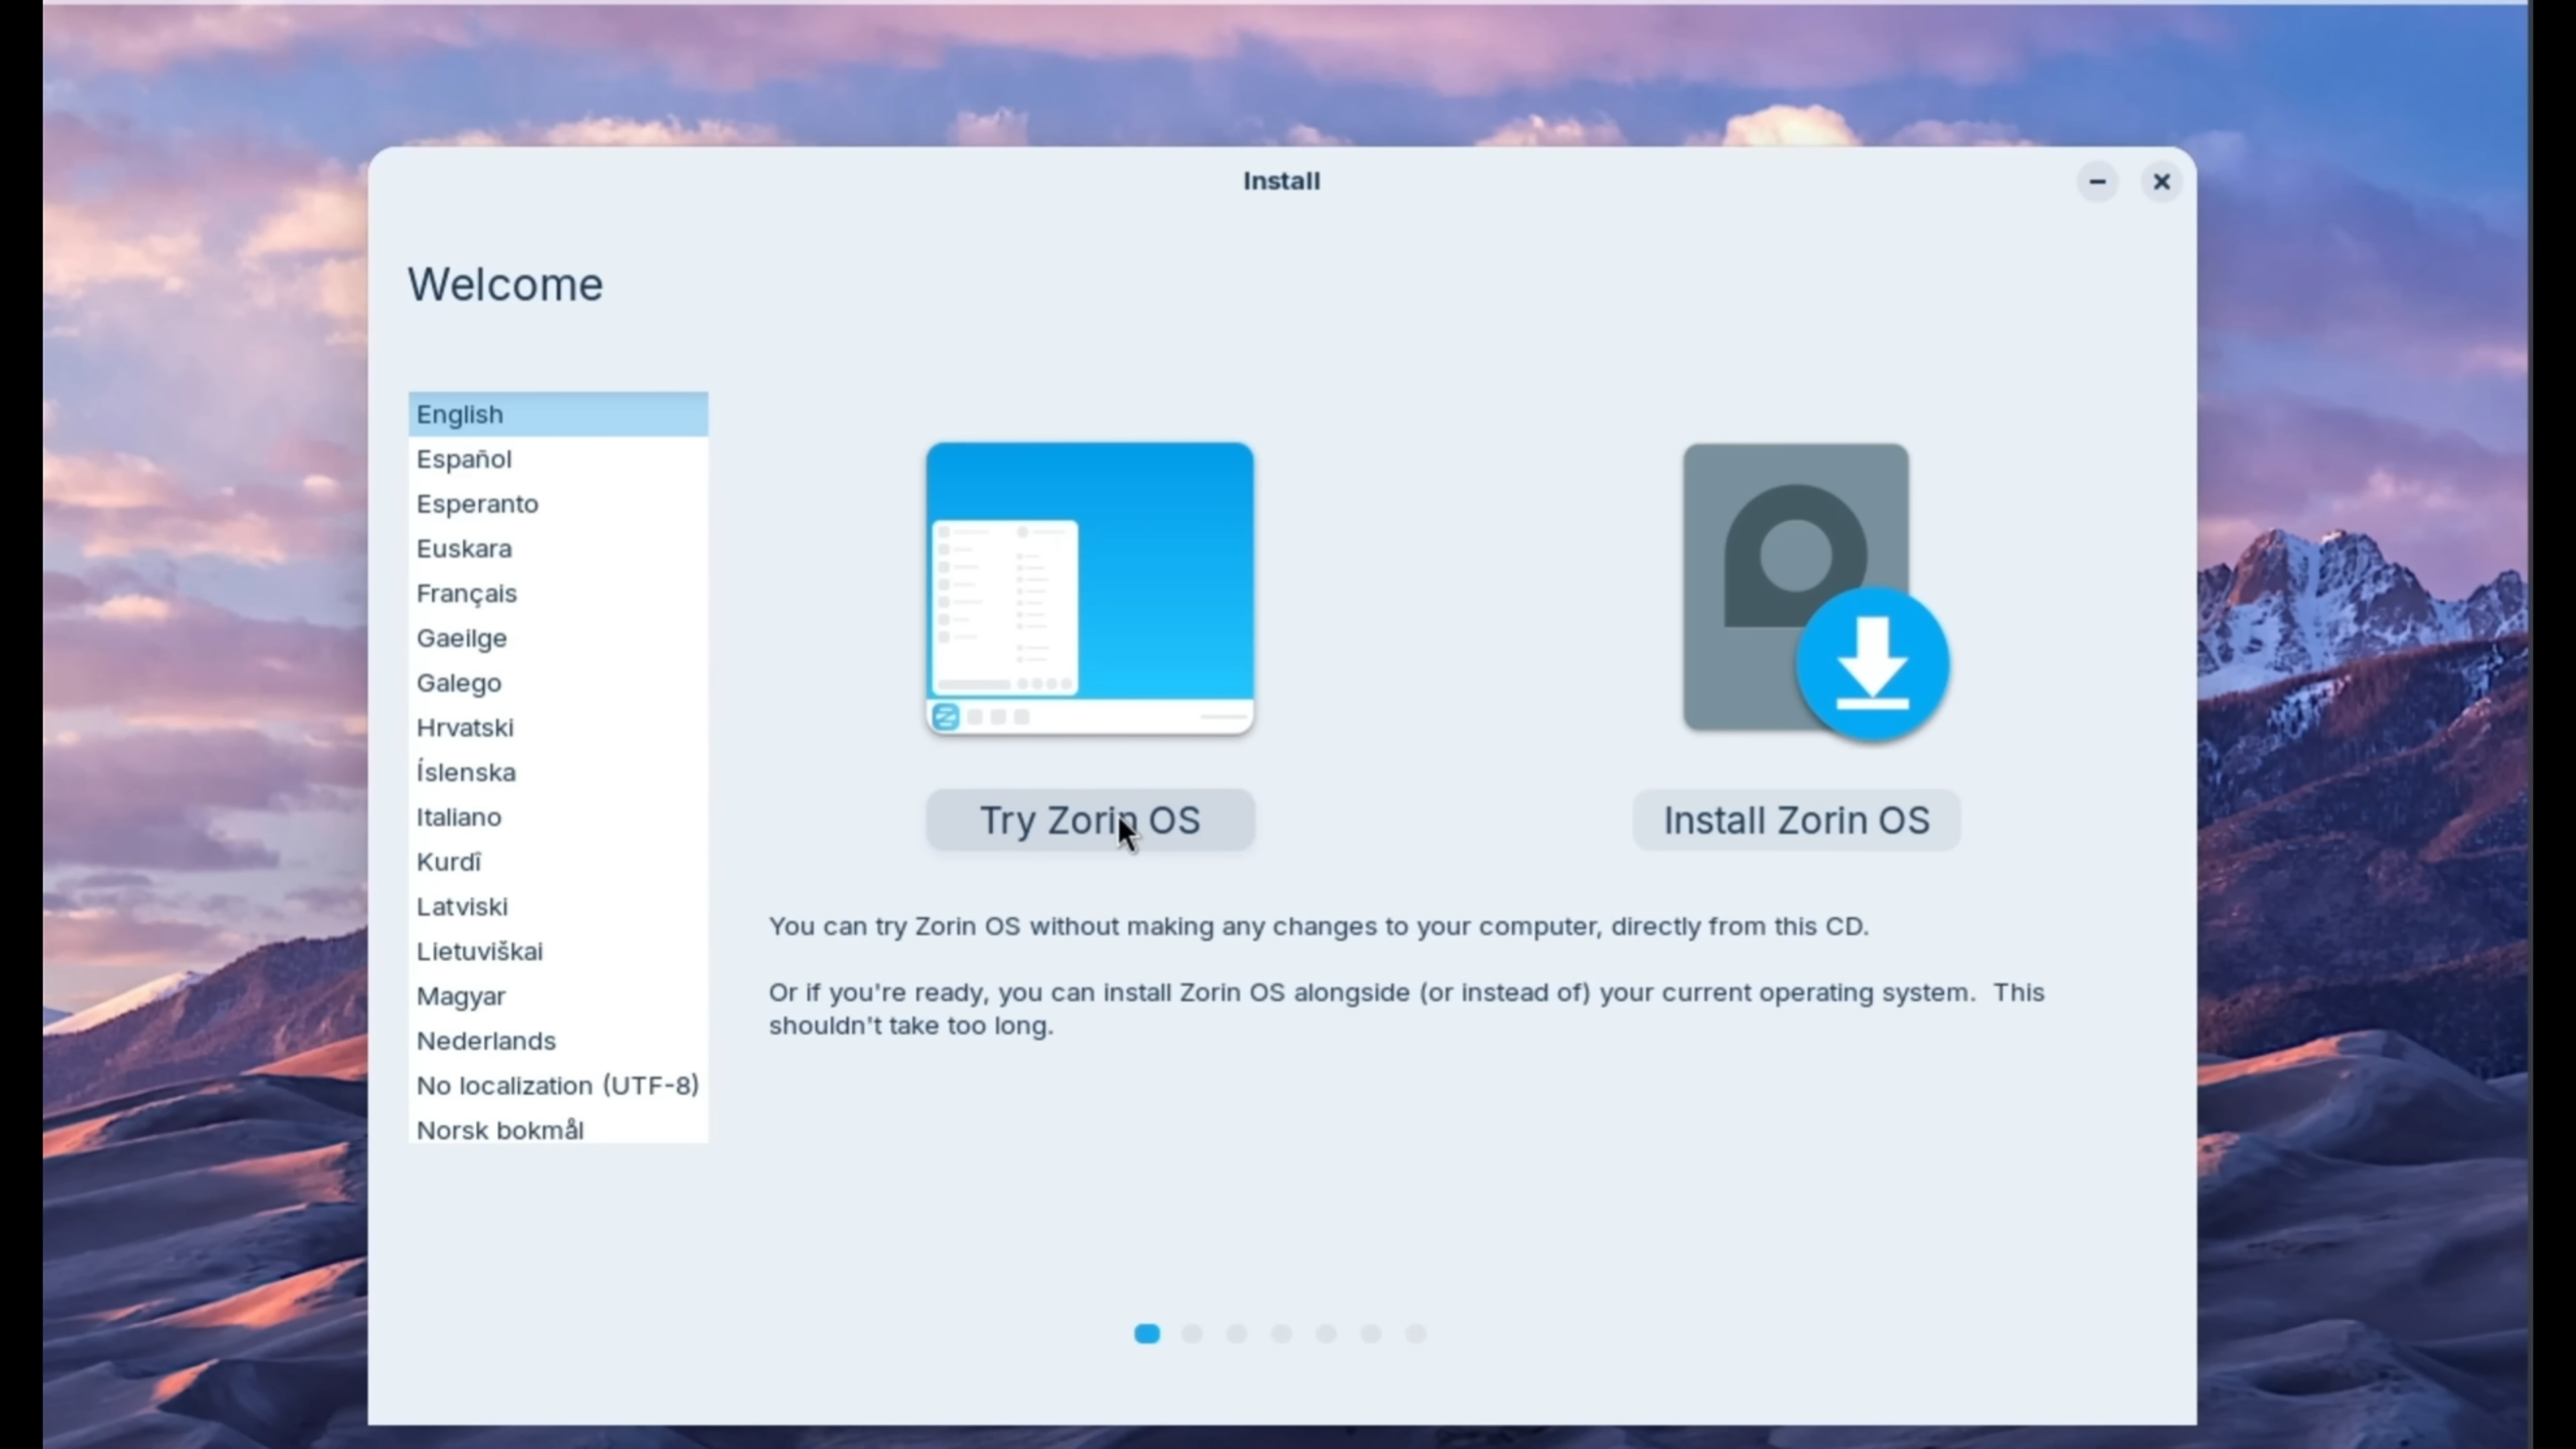 Install
Welcome
English
Español
Esperanto
Euskara
Français
Gaeilge
Galego
Hrvatski
Íslenska
Italiano
Kurdî
Latviski
Lietuviškai
Magyar
Nederlands
No localization (UTF-8)
Norsk bokmål
Try Zorin OS
Install Zorin OS
You can try Zorin OS without making any changes to your computer, directly from this CD.
Or if you're ready, you can install Zorin OS alongside (or instead of) your current operating system.  This
shouldn't take too long.